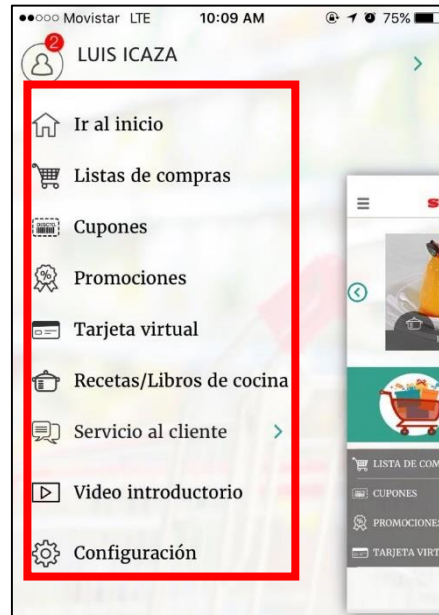 Movistar LTE 10:09 AM 75%
2
LUIS ICAZA
Ir al inicio
Listas de compras
Cupones
Promociones
Tarjeta virtual
Recetas/Libros de cocina
Servicio al cliente
Video introductorio
Configuración
S
LISTA DE COM
CUPONES
PROMOCIONES
TARJETA VIRT